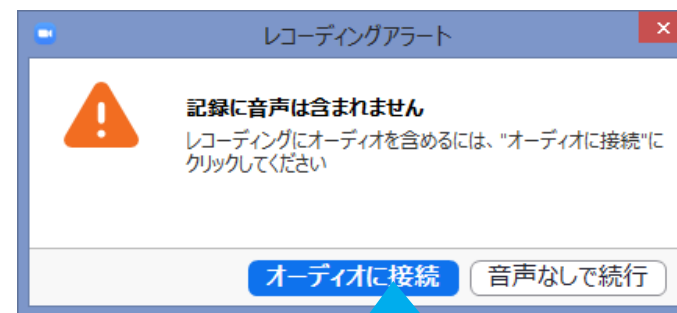 レコーディングアラート
記録に音声は含まれません
レコーディングにオーディオを含めるには、"オーディオに接続"に
クリックしてください
オーディオに接続
音声なしで続行